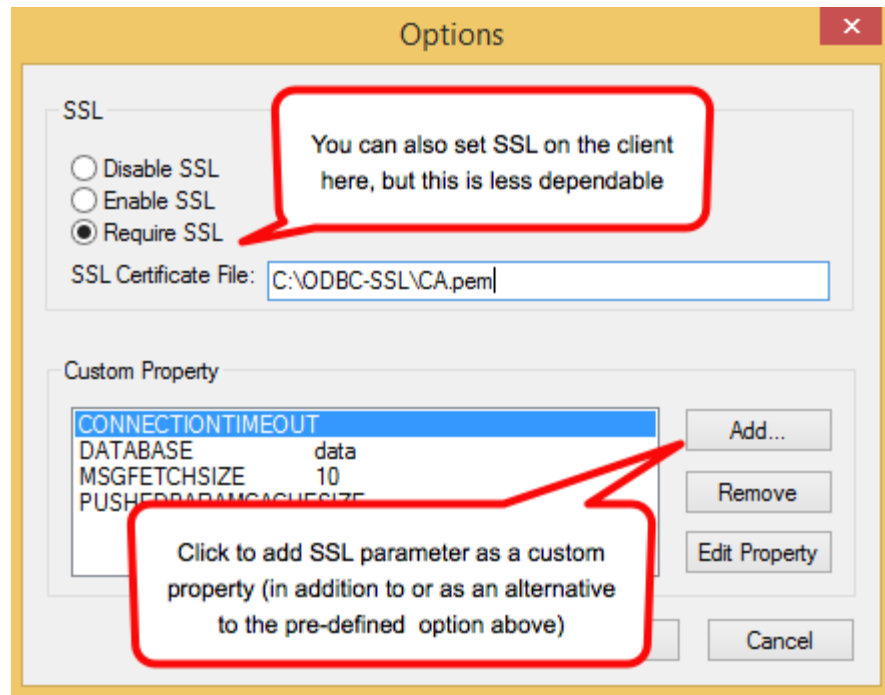 Options
SSL
You can also set SSL on the client
here, but this is less dependable
Disable SSL
Enable SSL
Require SSL
SSL Certificate File: C:\ODBC-SSL\CA.pem
Custom Property
CONNECTIONTIMEOUT
DATABASE data
MSGFETCHSIZE 10
Add...
Remove
Edit Property
Click to add SSL parameter as a custom
property (in addition to or as an alternative
to the pre-defined option above)
Cancel